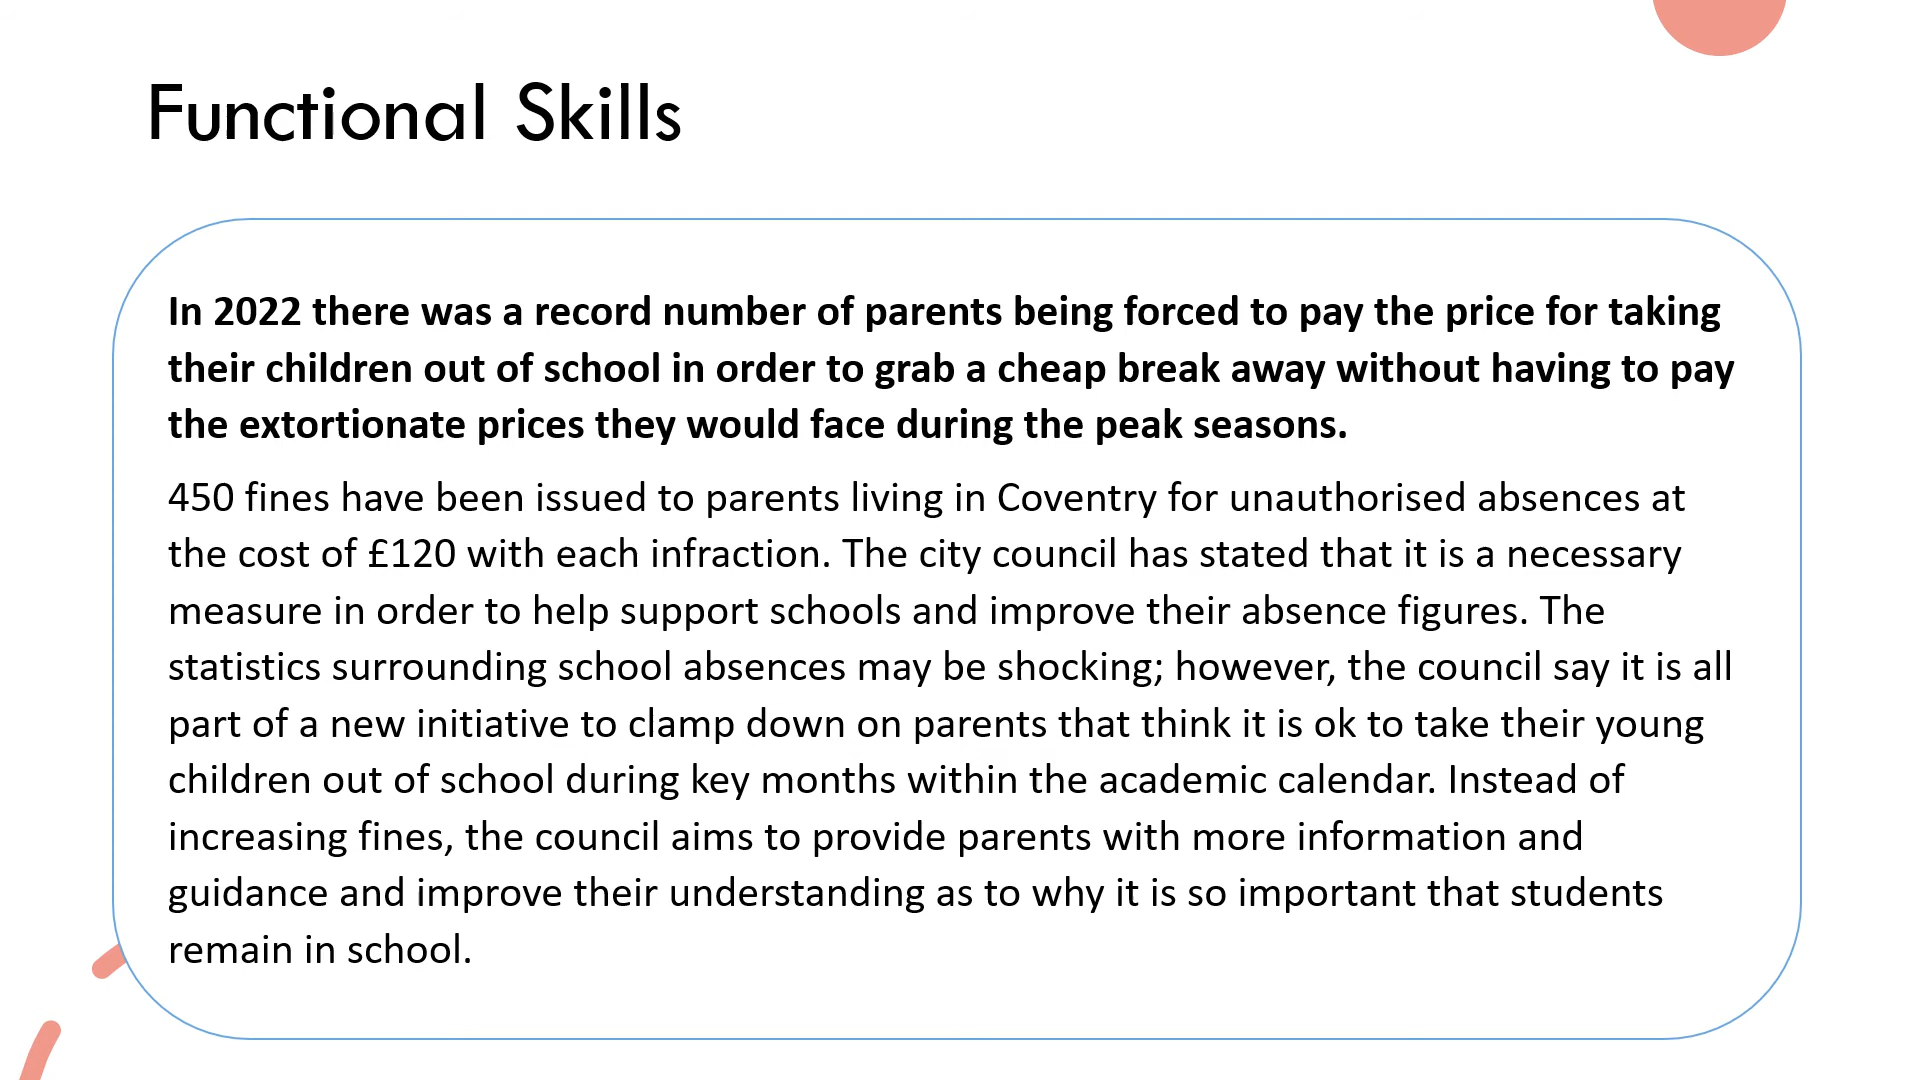 Functional Skills
In 2022 there was a record number of parents being forced to pay the price for taking
their children out of school in order to grab a cheap break away without having to pay
the extortionate prices they would face during the peak seasons.
450 fines have been issued to parents living in Coventry for unauthorised absences at
the cost of £120 with each infraction. The city council has stated that it is a necessary
measure in order to help support schools and improve their absence figures. The
statistics surrounding school absences may be shocking; however, the council say it is all
part of a new initiative to clamp down on parents that think it is ok to take their young
children out of school during key months within the academic calendar. Instead of
increasing fines, the council aims to provide parents with more information and
guidance and improve their understanding as to why it is so important that students
remain in school.